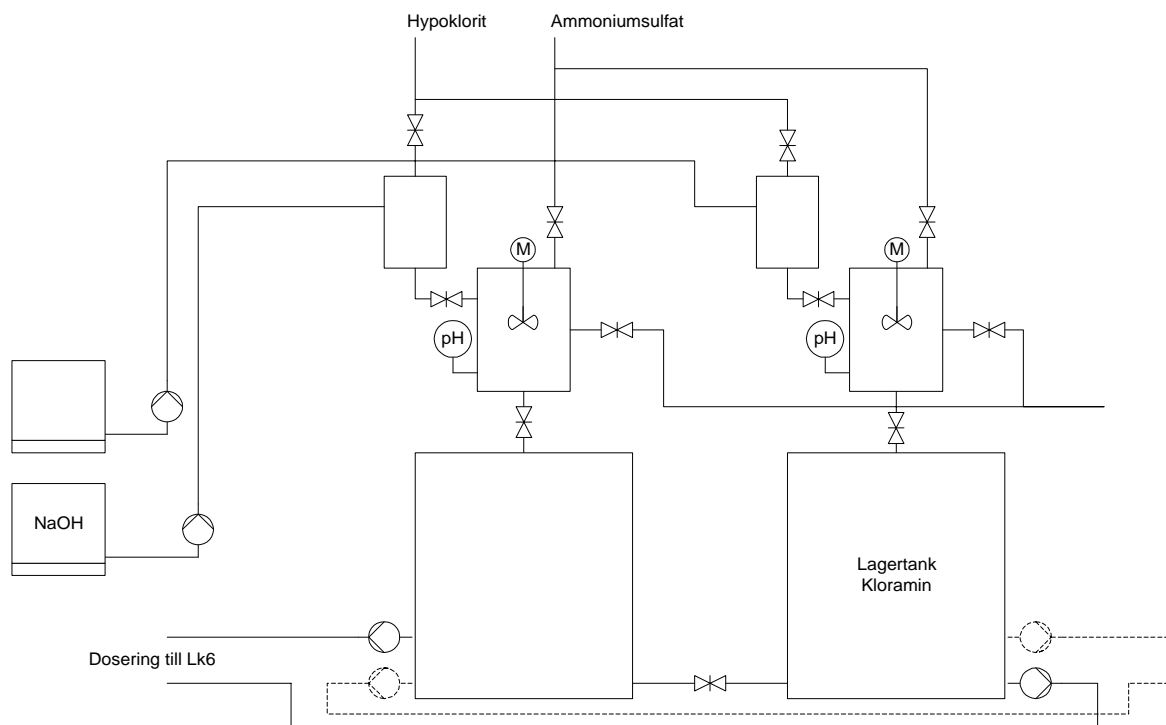 Hypoklorit
Ammoniumsulfat
M
M
pH
pH
NaOH
Lagertank
Kloramin
Dosering till Lk6